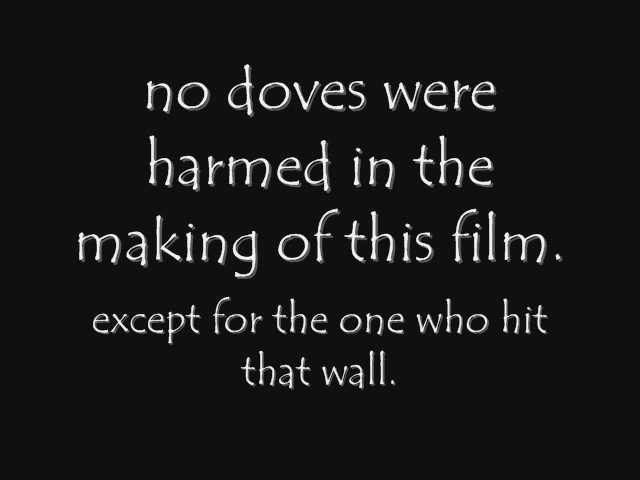 no doves were
harmed in the
making of this film.
except for the one who hit
that wall.